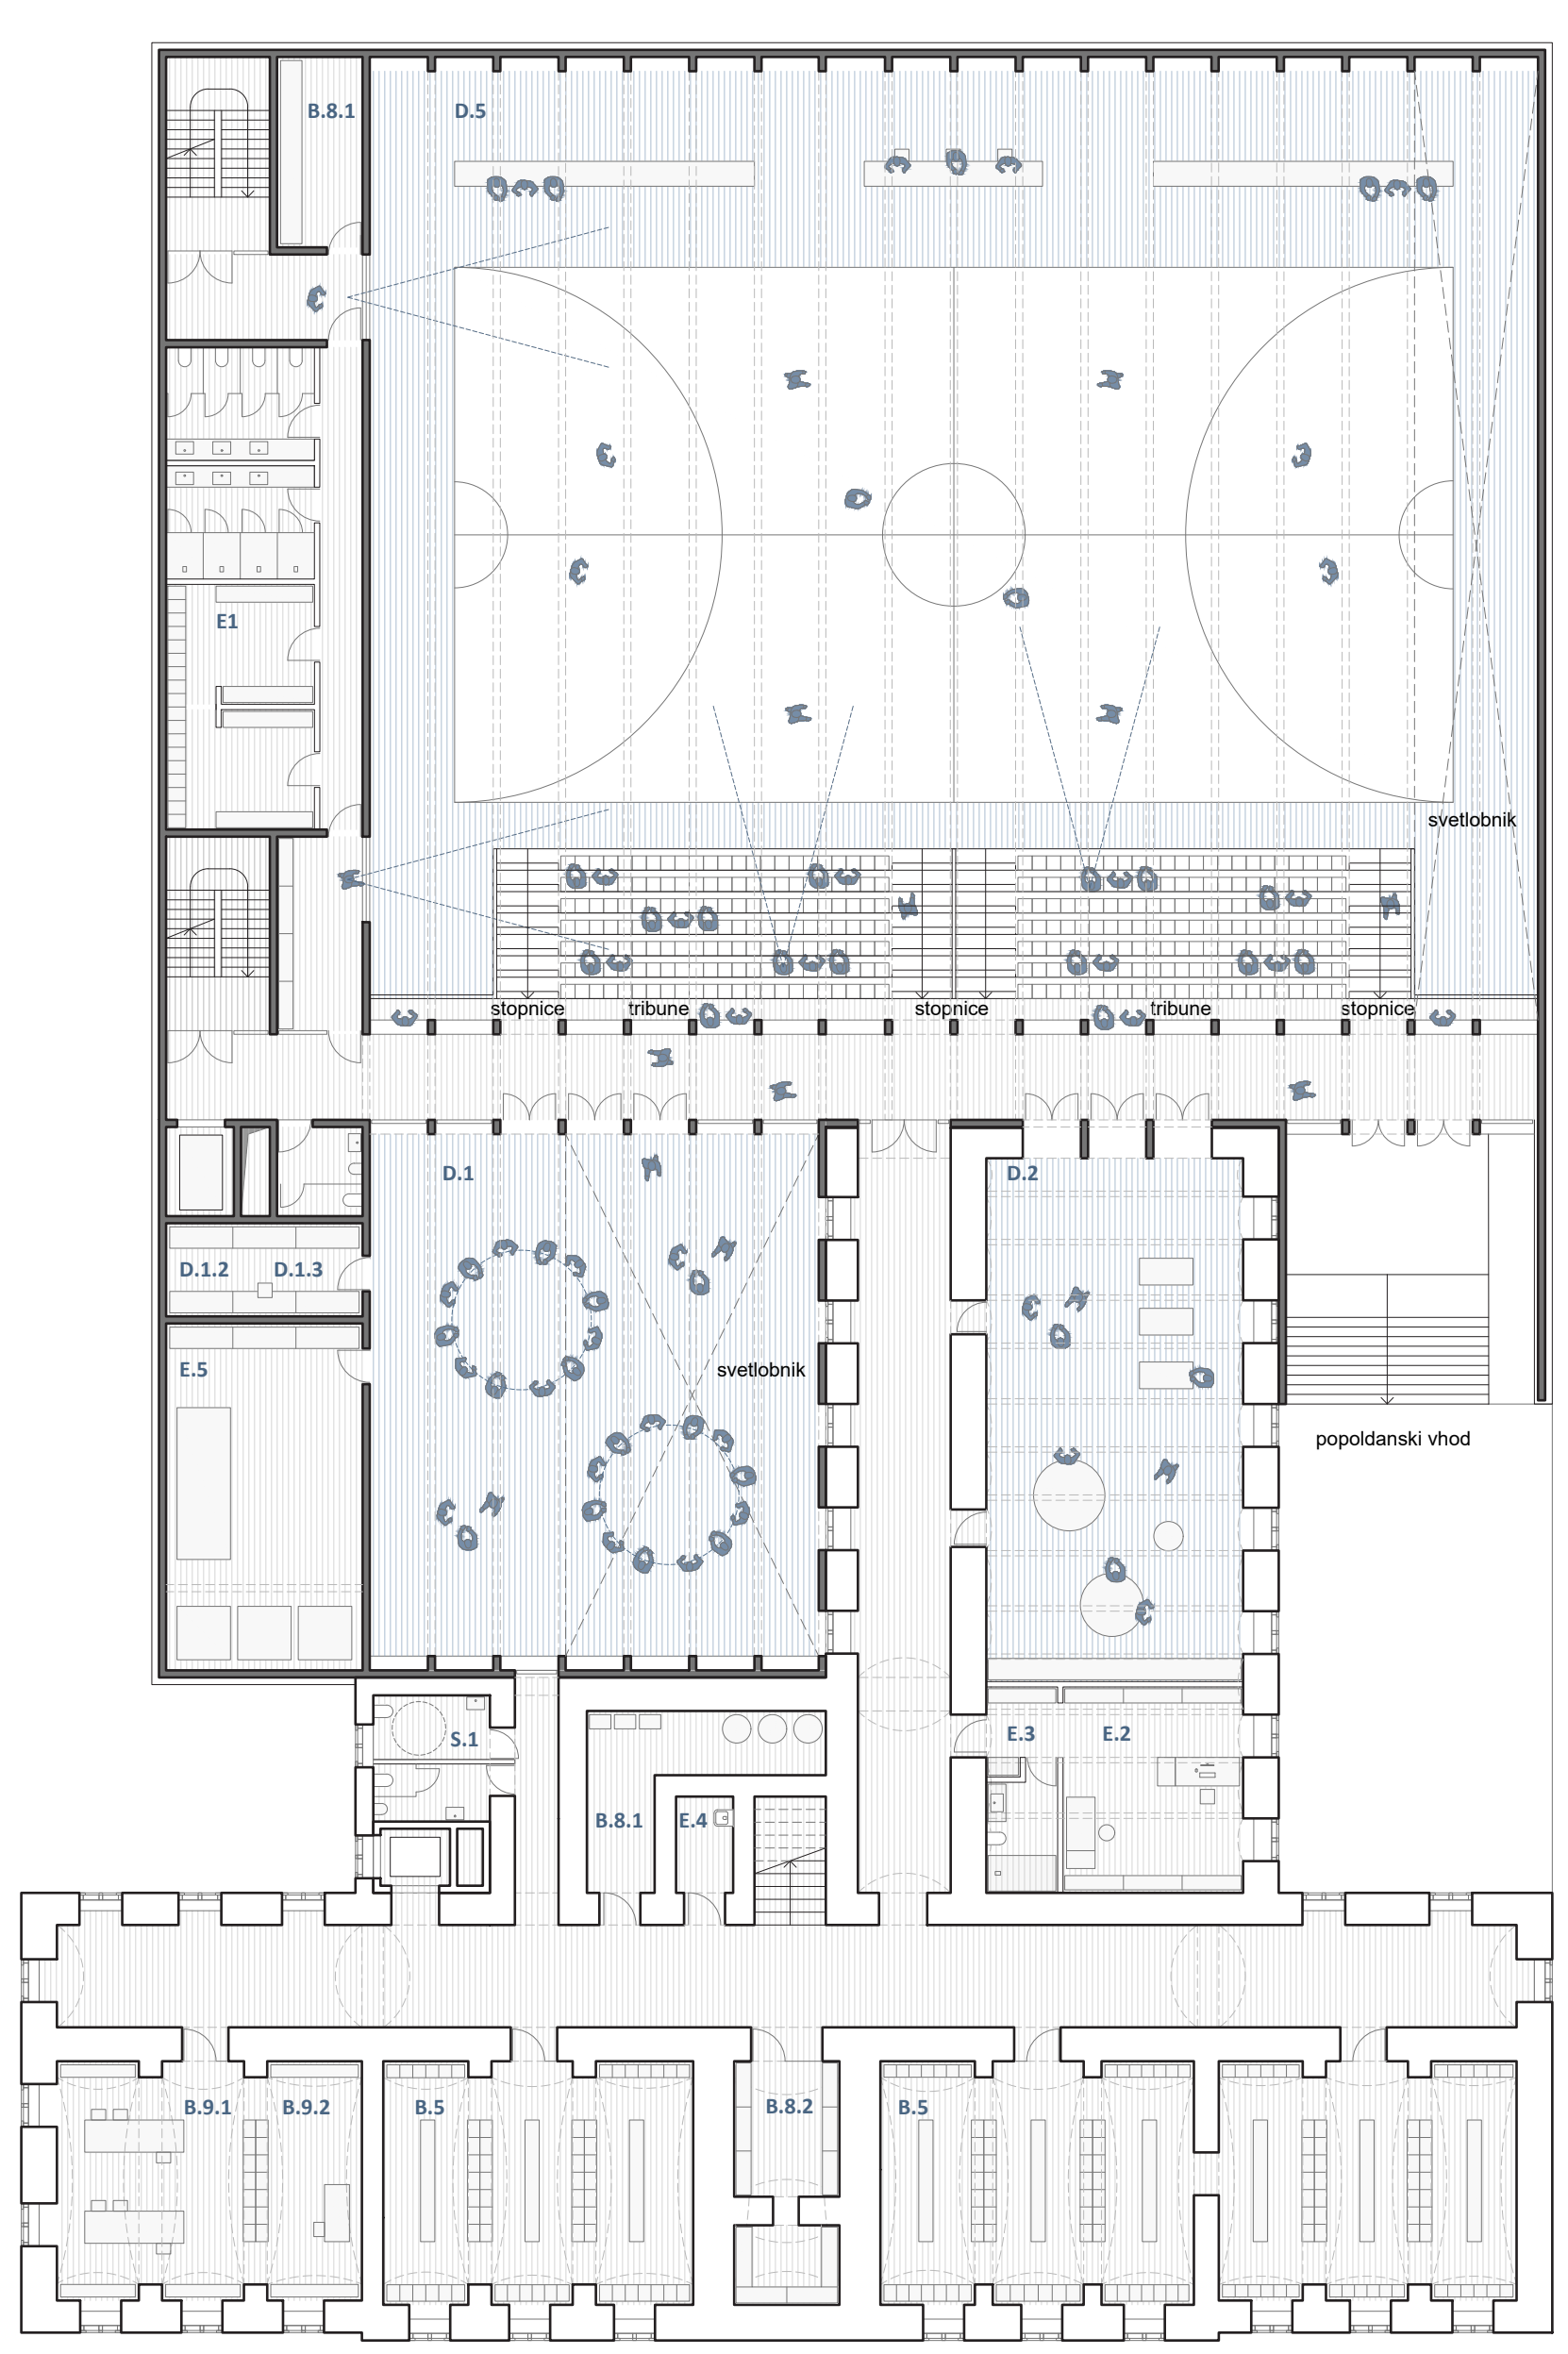 B.8.1
D.5
E1
svetlobnik
stopnice
tribune
stopnice
tribune
stopnice
D.1
D.2
D.1.2
D.1.3
E.5
svetlobnik
popoldanski vhod
S.1
E.3
E.2
B.8.1
E.4
B.9.1
B.9.2
B.5
B.8.2
B.5